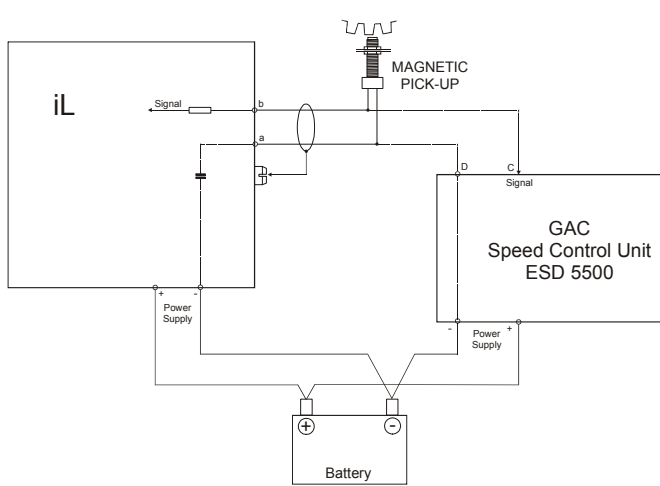 MAGNETIC
PICK-UP
iL
Signal
b
a
D
C
Signal
GAC
Speed Control Unit
ESD 5500
+
-
Power
Supply
-
Power
+
Supply
+
-
Battery